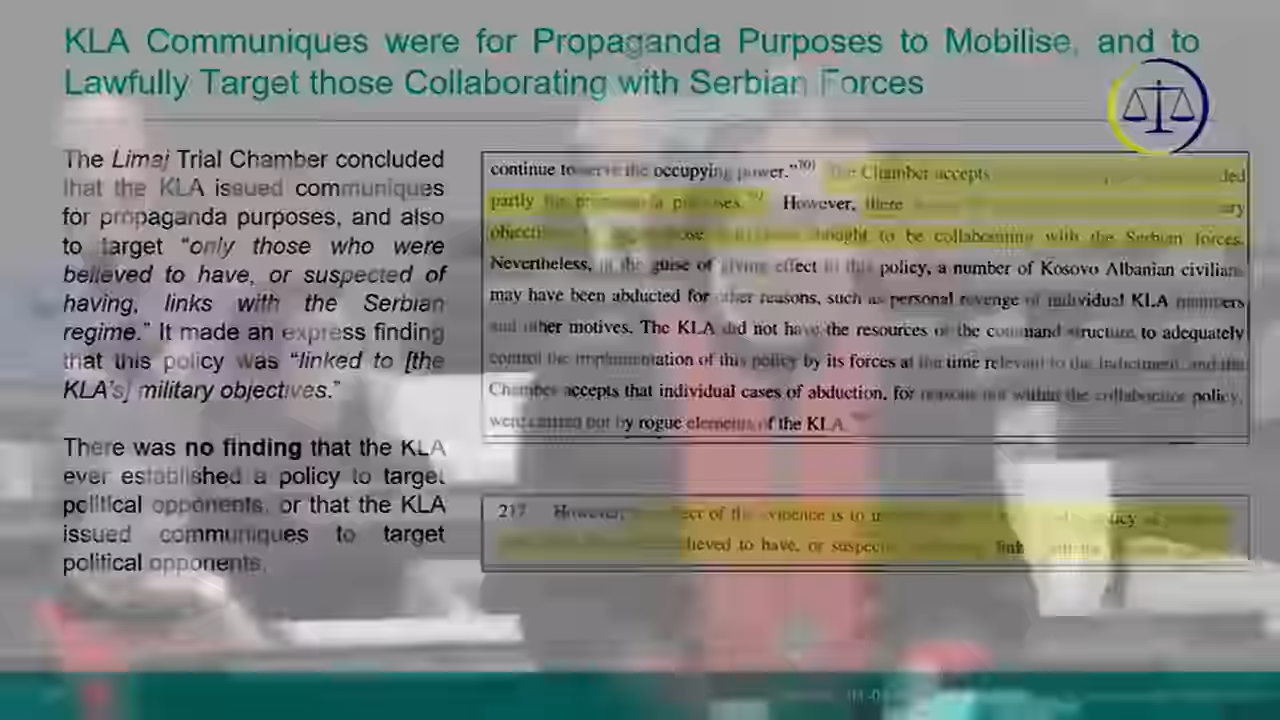 KLA Communiques were for Propaganda Purposes to Mobilise, and to
Lawfully Target those Collaborating with Serbian Forces
The Limaj Trial Chamber concluded
that the KLA issued communiques
for propaganda purposes, and also
to target "only those who were
believed to have, or suspected of
having, links with the Serbian
regime." It made an express finding
that this policy was "linked to [the
KLA's] military objectives."
There was no finding that the KLA
ever established a policy to target
political opponents, or that the KLA
issued communiques to target
political opponents.
continue to serve the occupying power."
The Chamber accepts
partly
However, there
thought to be collaborating with the Serbian forces.
Nevertheless, in the guise of giving effect to this policy, a number of Kosovo Albanian civilians
may have been abducted for other reasons, such as personal revenge of individual KLA members
and other motives. The KLA did not have the resources or the command structure to adequately
control the implementation of this policy by its forces at the time relevant to the Indictment, and the
Chamber accepts that individual cases of abduction, for reasons not within the collaborator policy,
were carried out by rogue elements of the KLA.
217 However, effect of the evidence is to
believed to have, or suspected